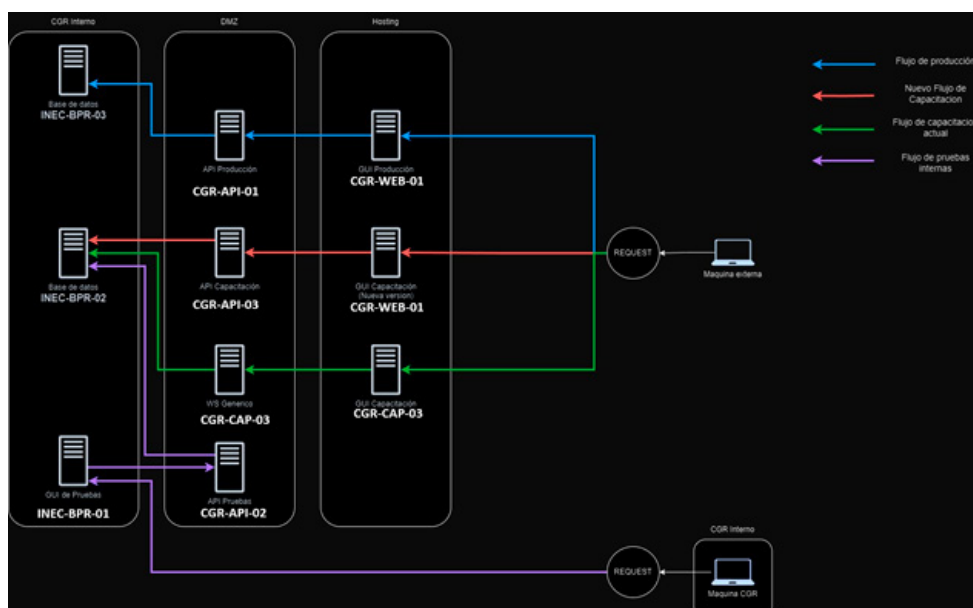 CGR Interno
DMZ
Hosting
Base de datos
INEC-BPR-03
API Producción
CGR-API-01
GUI Producción
CGR-WEB-01
Flujo de producción
Nuevo Flujo de
Capacitacion
Flujo de capacitacion
actual
Flujo de pruebas
internas
Base de datos
INEC-BPR-02
API Capacitación
CGR-API-03
GUI Capacitación
(Nueva versión)
CGR-WEB-01
REQUEST
Maquina externa
WS Generico
CGR-CAP-03
GUI Capacitación
CGR-CAP-03
GUI de Pruebas
INEC-BPR-01
API Pruebas
CGR-API-02
CGR Interno
REQUEST
Maquina CGR